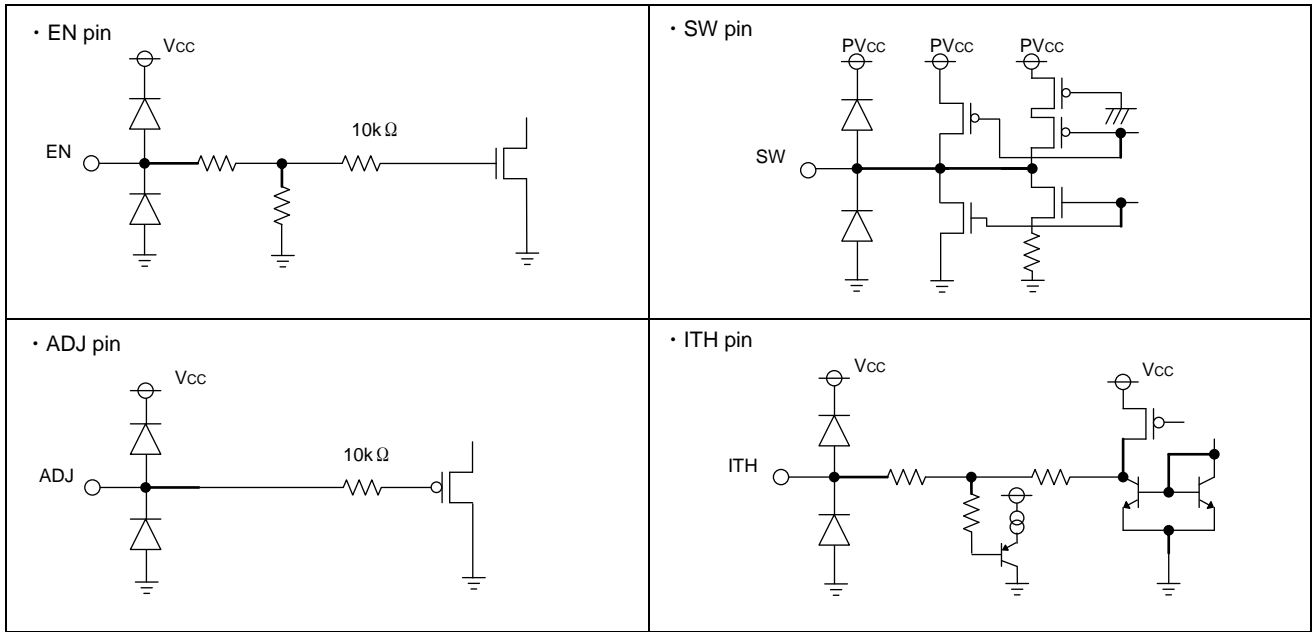 ・EN pin
VCC
10kΩ
EN
・SW pin
PVCC PVCC PVCC
SW
・ADJ pin
VCC
10kΩ
ADJ
・ITH pin
VCC
VCC
ITH